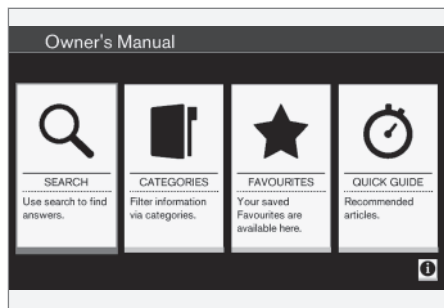 Owner's Manual
SEARCH
Use search to find
answers.
CATEGORIES
Filter information
via categories.
FAVOURITES
Your saved
Favourites are
available here.
QUICK GUIDE
Recommended
articles.
i